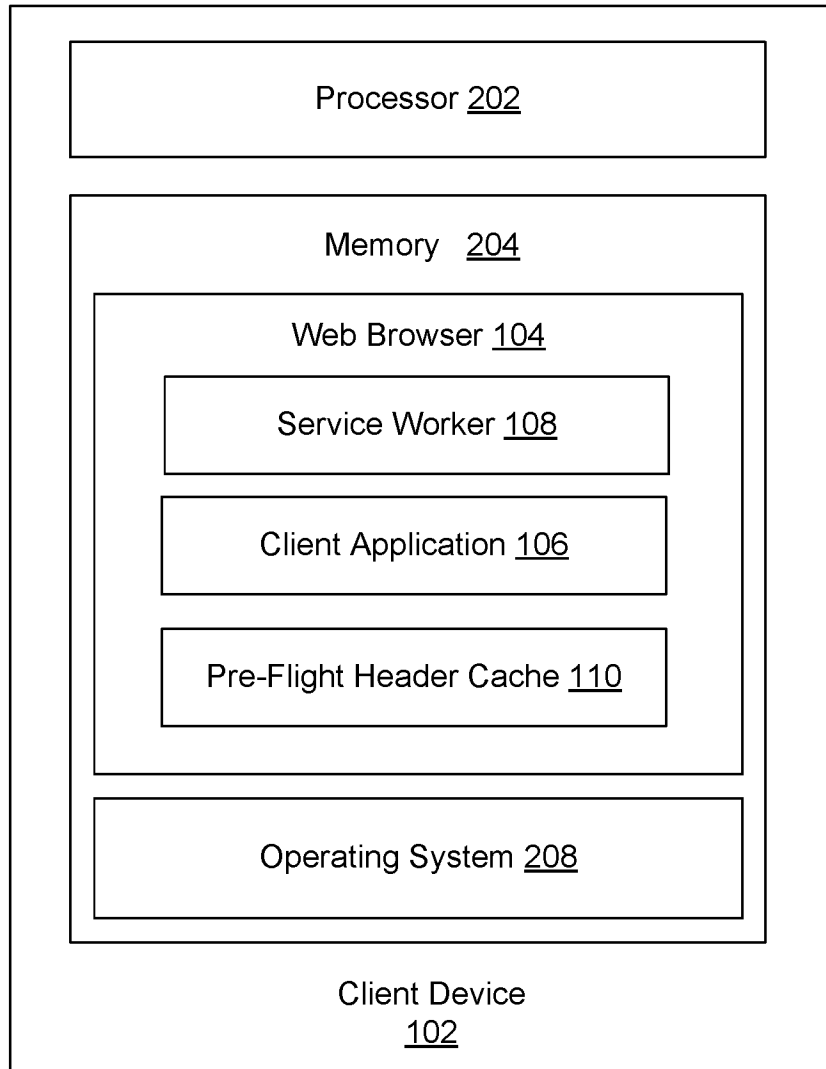 Processor 202
Memory 204
Web Browser 104
Service Worker 108
Client Application 106
Pre-Flight Header Cache 110
Operating System 208
Client Device
102